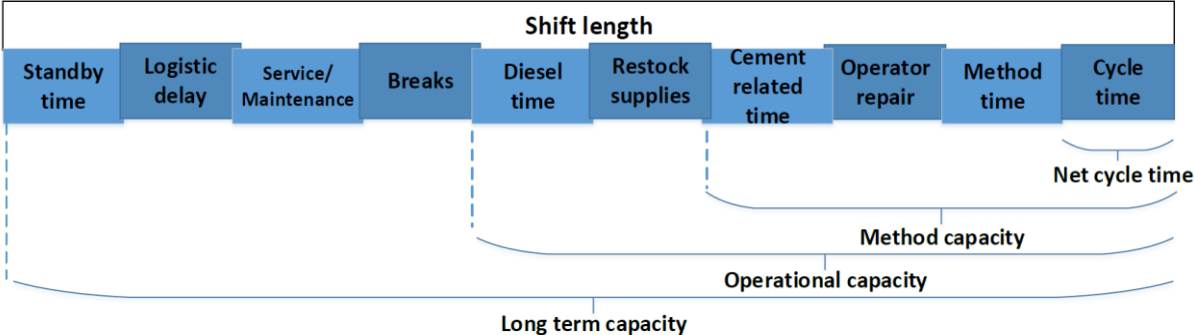 Shift length
Standby
time
Logistic
delay
Service/
Maintenance
Breaks
Diesel
time
Restock
supplies
Cement
related
time
Operator
repair
Method
time
Cycle
time
Net cycle time
Method capacity
Operational capacity
Long term capacity